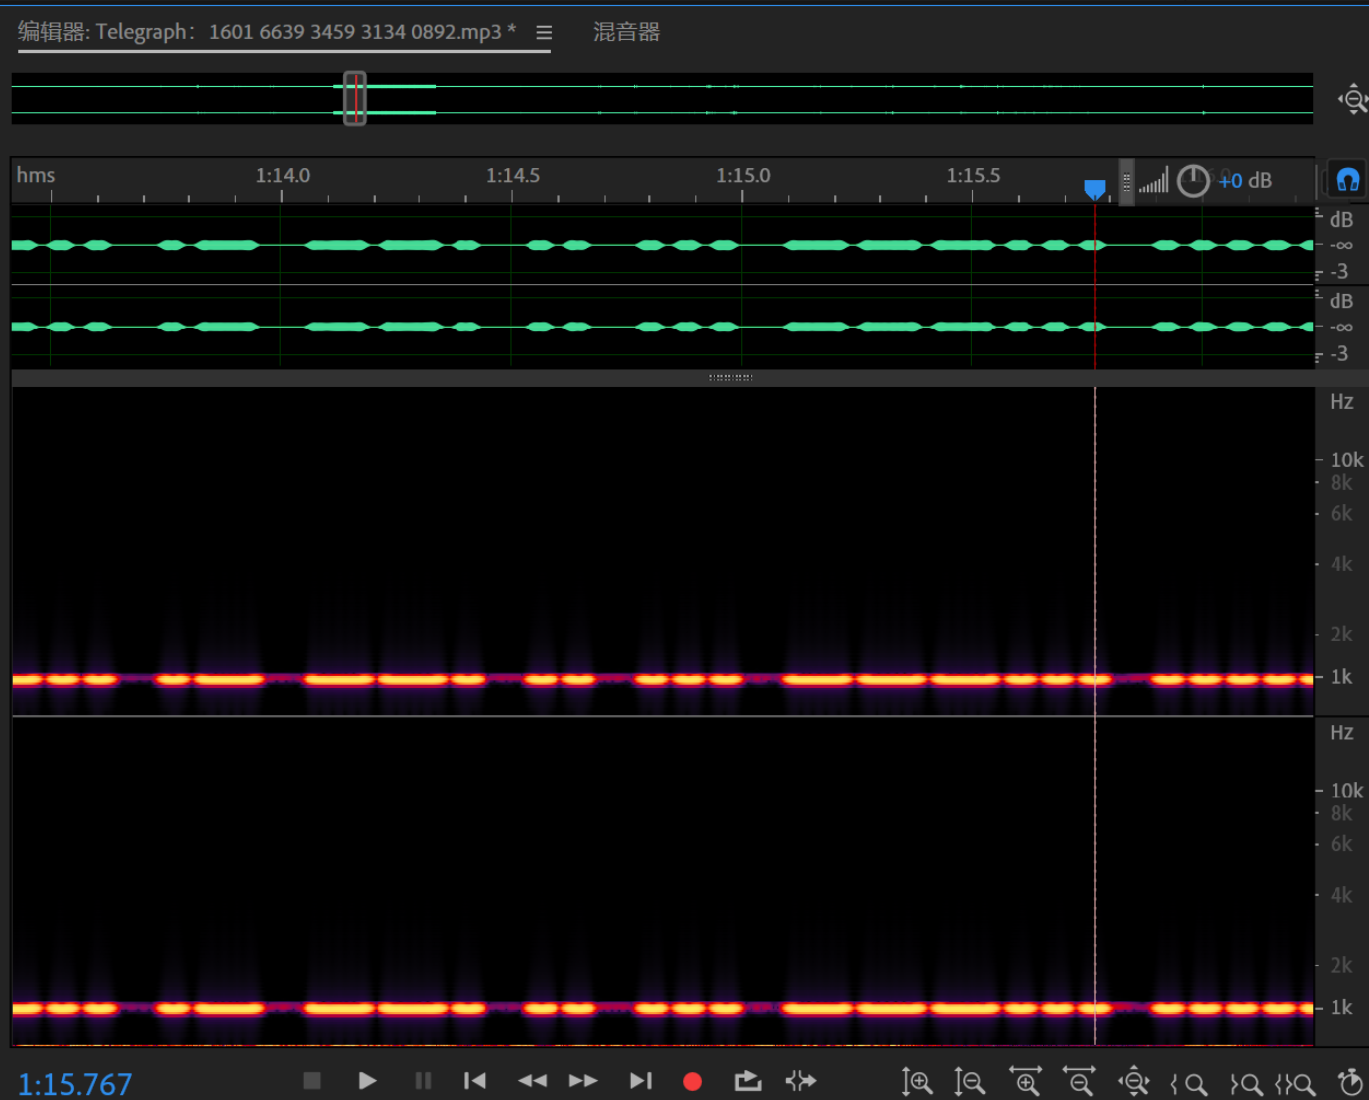 编辑器: Telegraph：1601 6639 3459 3134 0892.mp3 *
混音器
hms 1:14.0 1:14.5 1:15.0 1:15.5 +0 dB
dB
-∞
-3
dB
-∞
-3
Hz
10k
8k
6k
4k
2k
1k
Hz
10k
8k
6k
4k
2k
1k
1:15.767